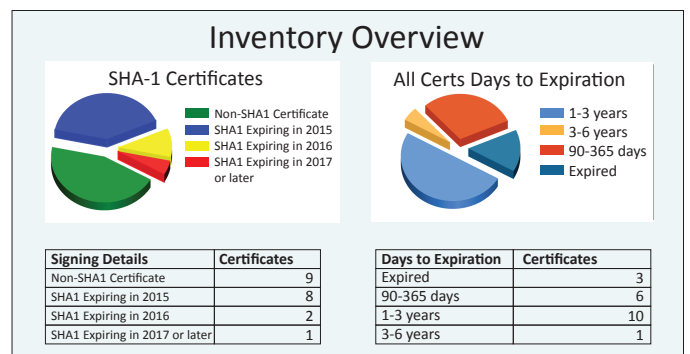 Inventory Overview
SHA-1 Certificates
Non-SHA1 Certificate
SHA1 Expiring in 2015
SHA1 Expiring in 2016
SHA1 Expiring in 2017
or later
All Certs Days to Expiration
1-3 years
3-6 years
90-365 days
Expired
Signing Details Certificates
Non-SHA1 Certificate 9
SHA1 Expiring in 2015 8
SHA1 Expiring in 2016 2
SHA1 Expiring in 2017 or later 1
Days to Expiration Certificates
Expired 3
90-365 days 6
1-3 years 10
3-6 years 1